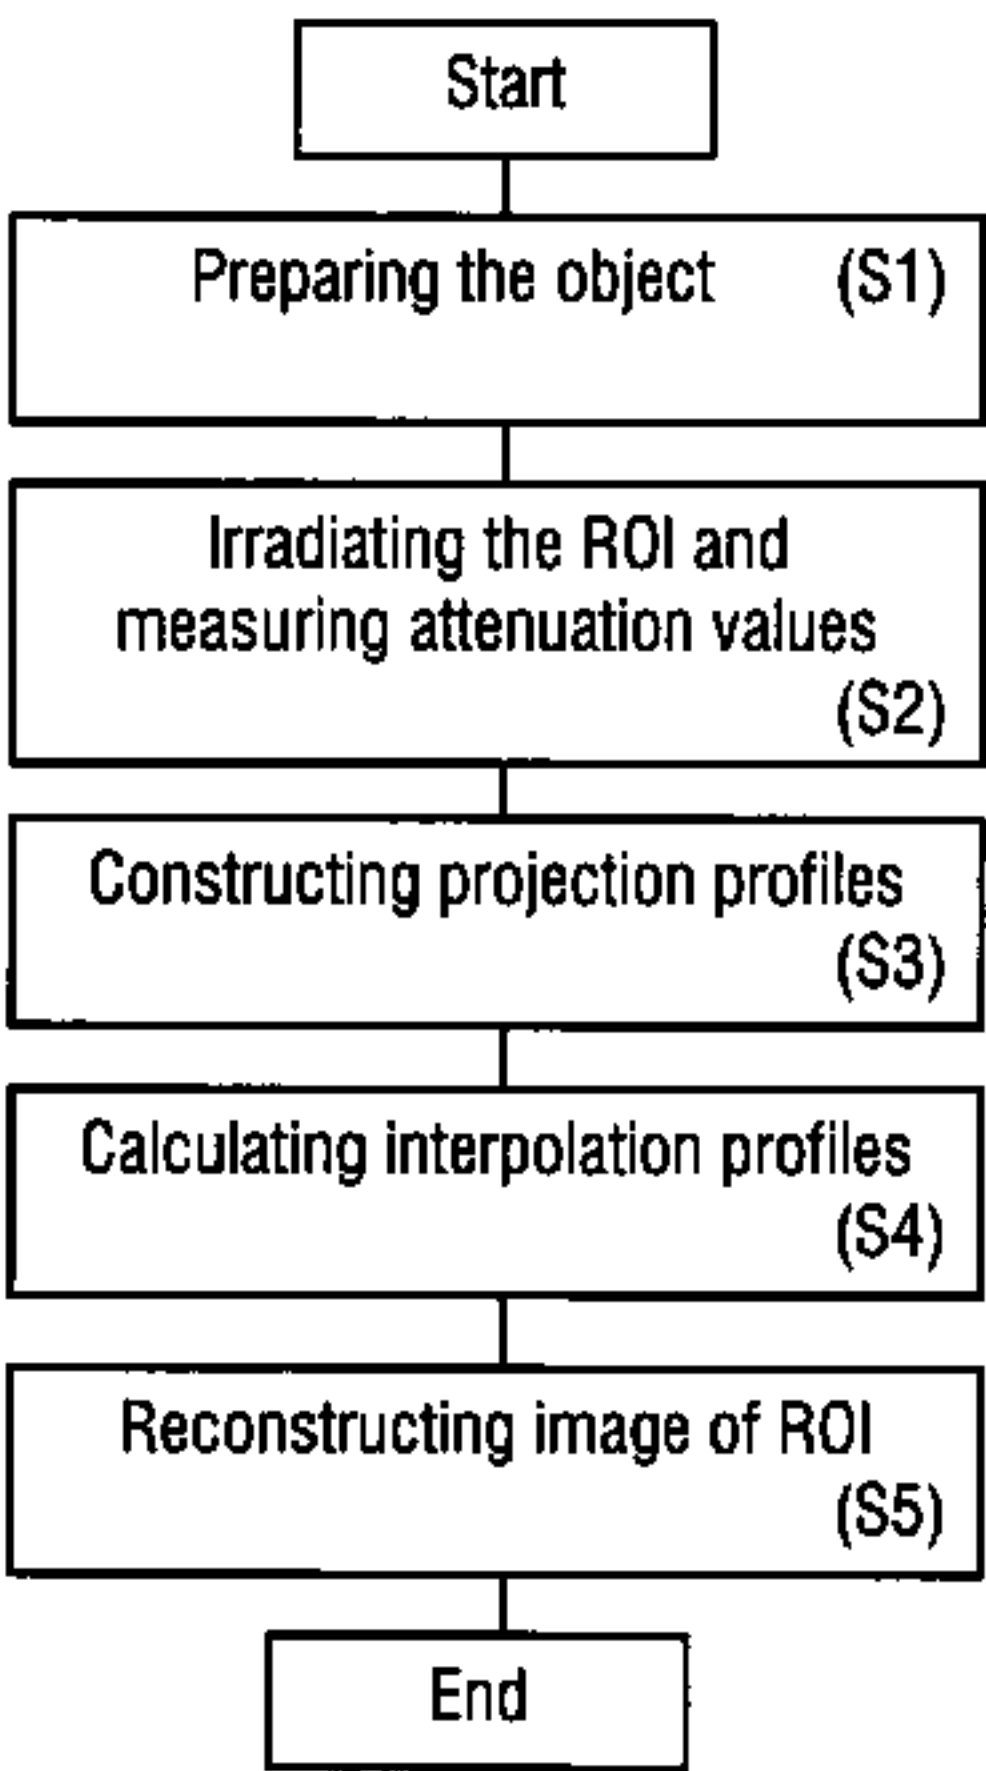 Start
Preparing the object (S1)
Irradiating the ROI and
measuring attenuation values
(S2)
Constructing projection profiles
(S3)
Calculating interpolation profiles
(S4)
Reconstructing image of ROI
(S5)
End